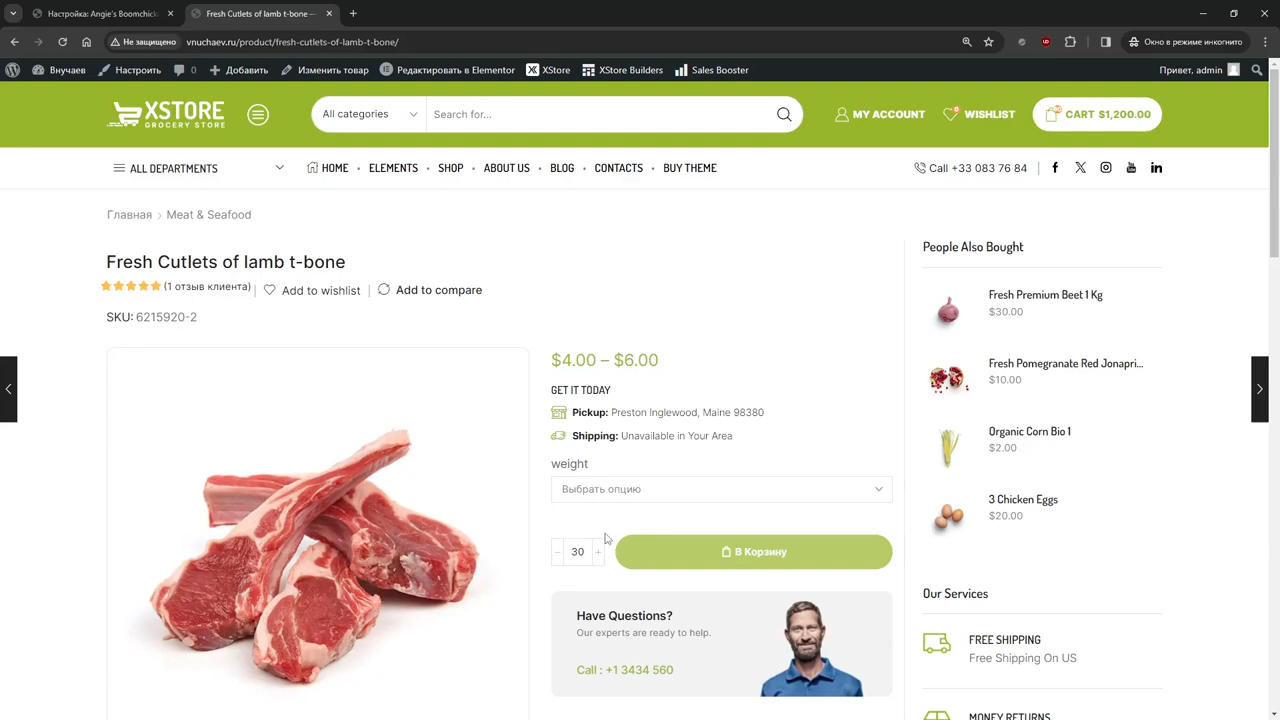 Настройка: Angie's Boomchick
Fresh Cutlets of lamb t-bone –
Не защищено
vnuchaev.ru/product/fresh-cutlets-of-lamb-t-bone/
Окно в режиме инкогнито
Внучаев
Настроить
0
Добавить
Изменить товар
Редактировать в Elementor
XStore
XStore Builders
Sales Booster
Привет, admin
XSTORE
GROCERY STORE
All categories
Search for...
MY ACCOUNT
0
WISHLIST
CART $1,200.00
ALL DEPARTMENTS
HOME
ELEMENTS
SHOP
ABOUT US
BLOG
CONTACTS
BUY THEME
Call +33 083 76 84
Главная
Meat & Seafood
Fresh Cutlets of lamb t-bone
(1 отзыв клиента)
Add to wishlist
Add to compare
SKU: 6215920-2
$4.00 – $6.00
GET IT TODAY
Pickup: Preston Inglewood, Maine 98380
Shipping: Unavailable in Your Area
weight
Выбрать опцию
− 30 +
В Корзину
Have Questions?
Our experts are ready to help.
Call : +1 3434 560
People Also Bought
Fresh Premium Beet 1 Kg
$30.00
Fresh Pomegranate Red Jonapri...
$10.00
Organic Corn Bio 1
$2.00
3 Chicken Eggs
$20.00
Our Services
FREE SHIPPING
Free Shipping On US
MONEY RETURNS